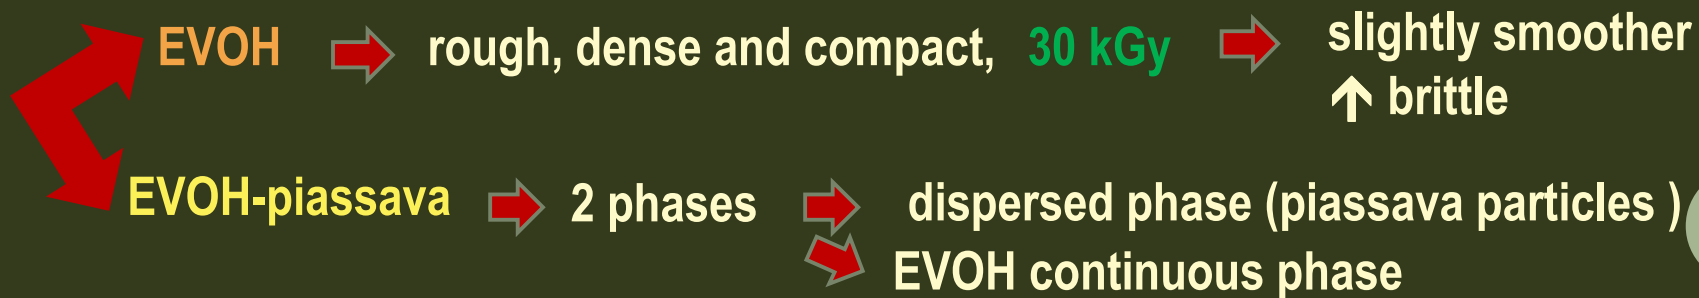 EVOH rough, dense and compact, 30 kGy slightly smoother
↑ brittle
EVOH-piassava 2 phases dispersed phase (piassava particles )
EVOH continuous phase